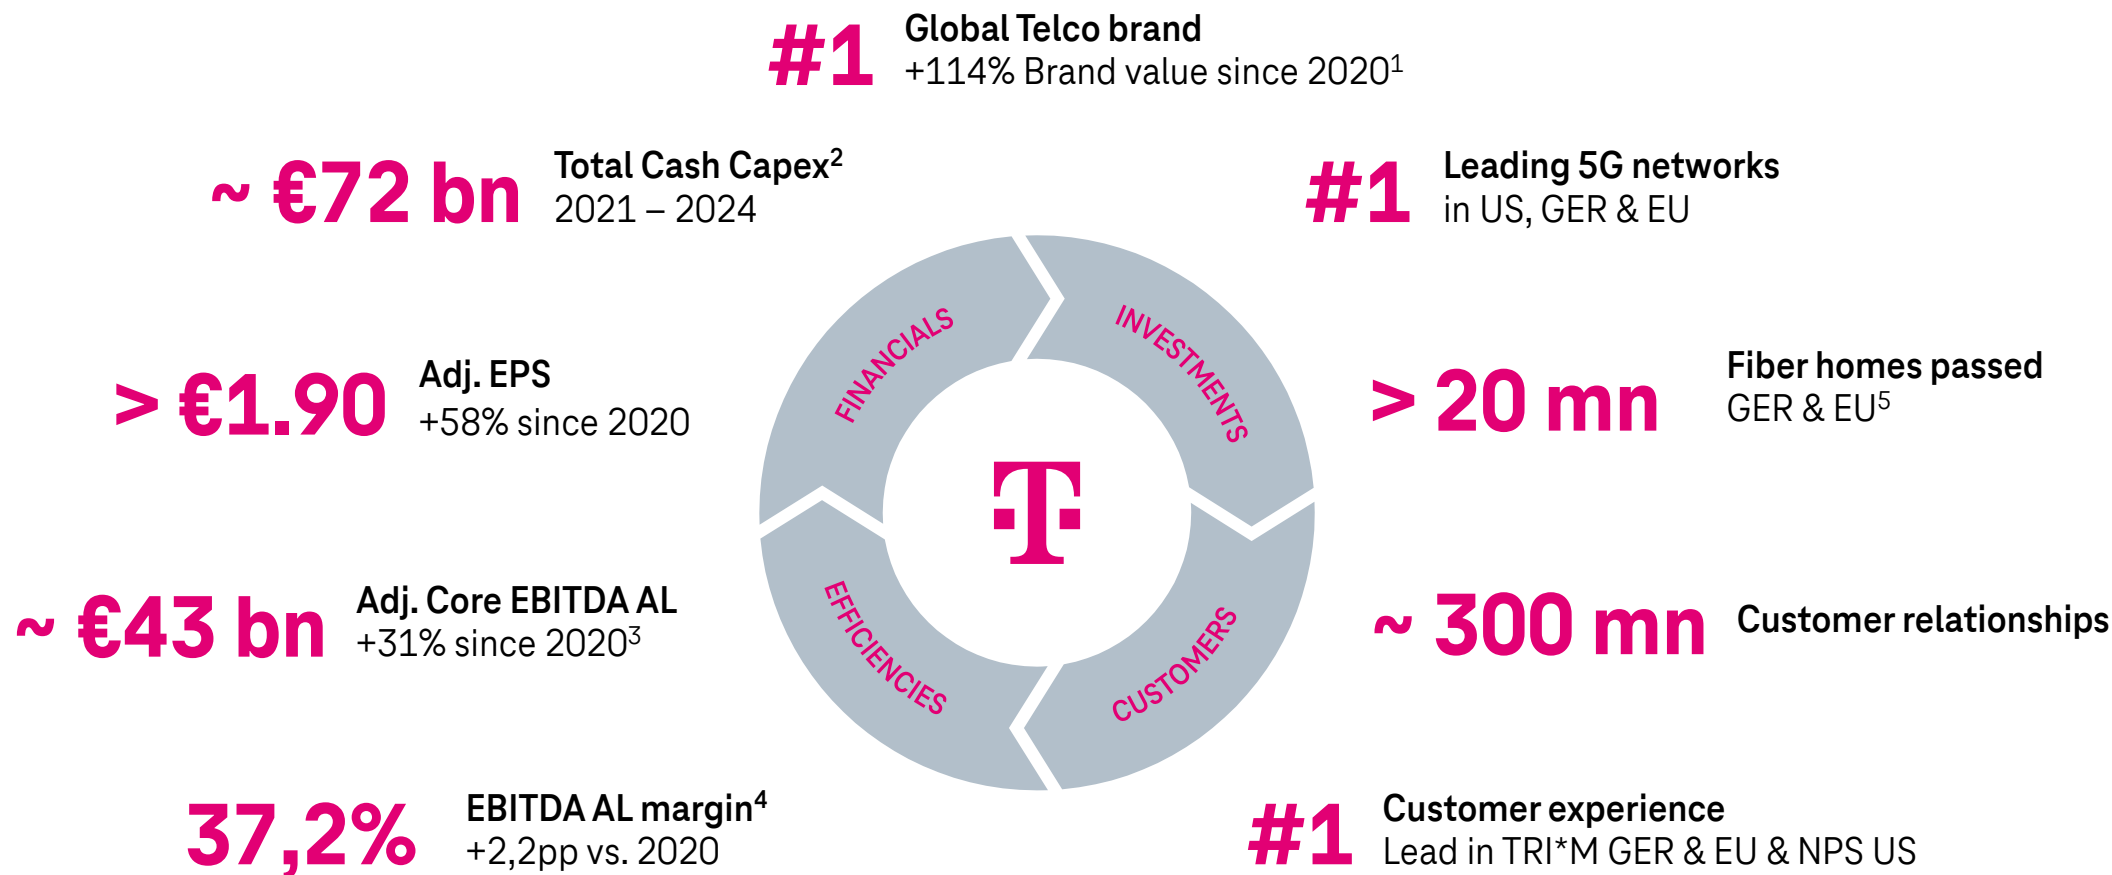 #1
Global Telco brand
+114% Brand value since 2020¹
~ €72 bn
Total Cash Capex²
2021 – 2024
#1
Leading 5G networks
in US, GER & EU
> €1.90
Adj. EPS
+58% since 2020
> 20 mn
Fiber homes passed
GER & EU⁵
FINANCIALS
INVESTMENTS
T
~ €43 bn
Adj. Core EBITDA AL
+31% since 2020³
EFFICIENCIES
CUSTOMERS
~ 300 mn
Customer relationships
37,2%
EBITDA AL margin⁴
+2,2pp vs. 2020
#1
Customer experience
Lead in TRI*M GER & EU & NPS US